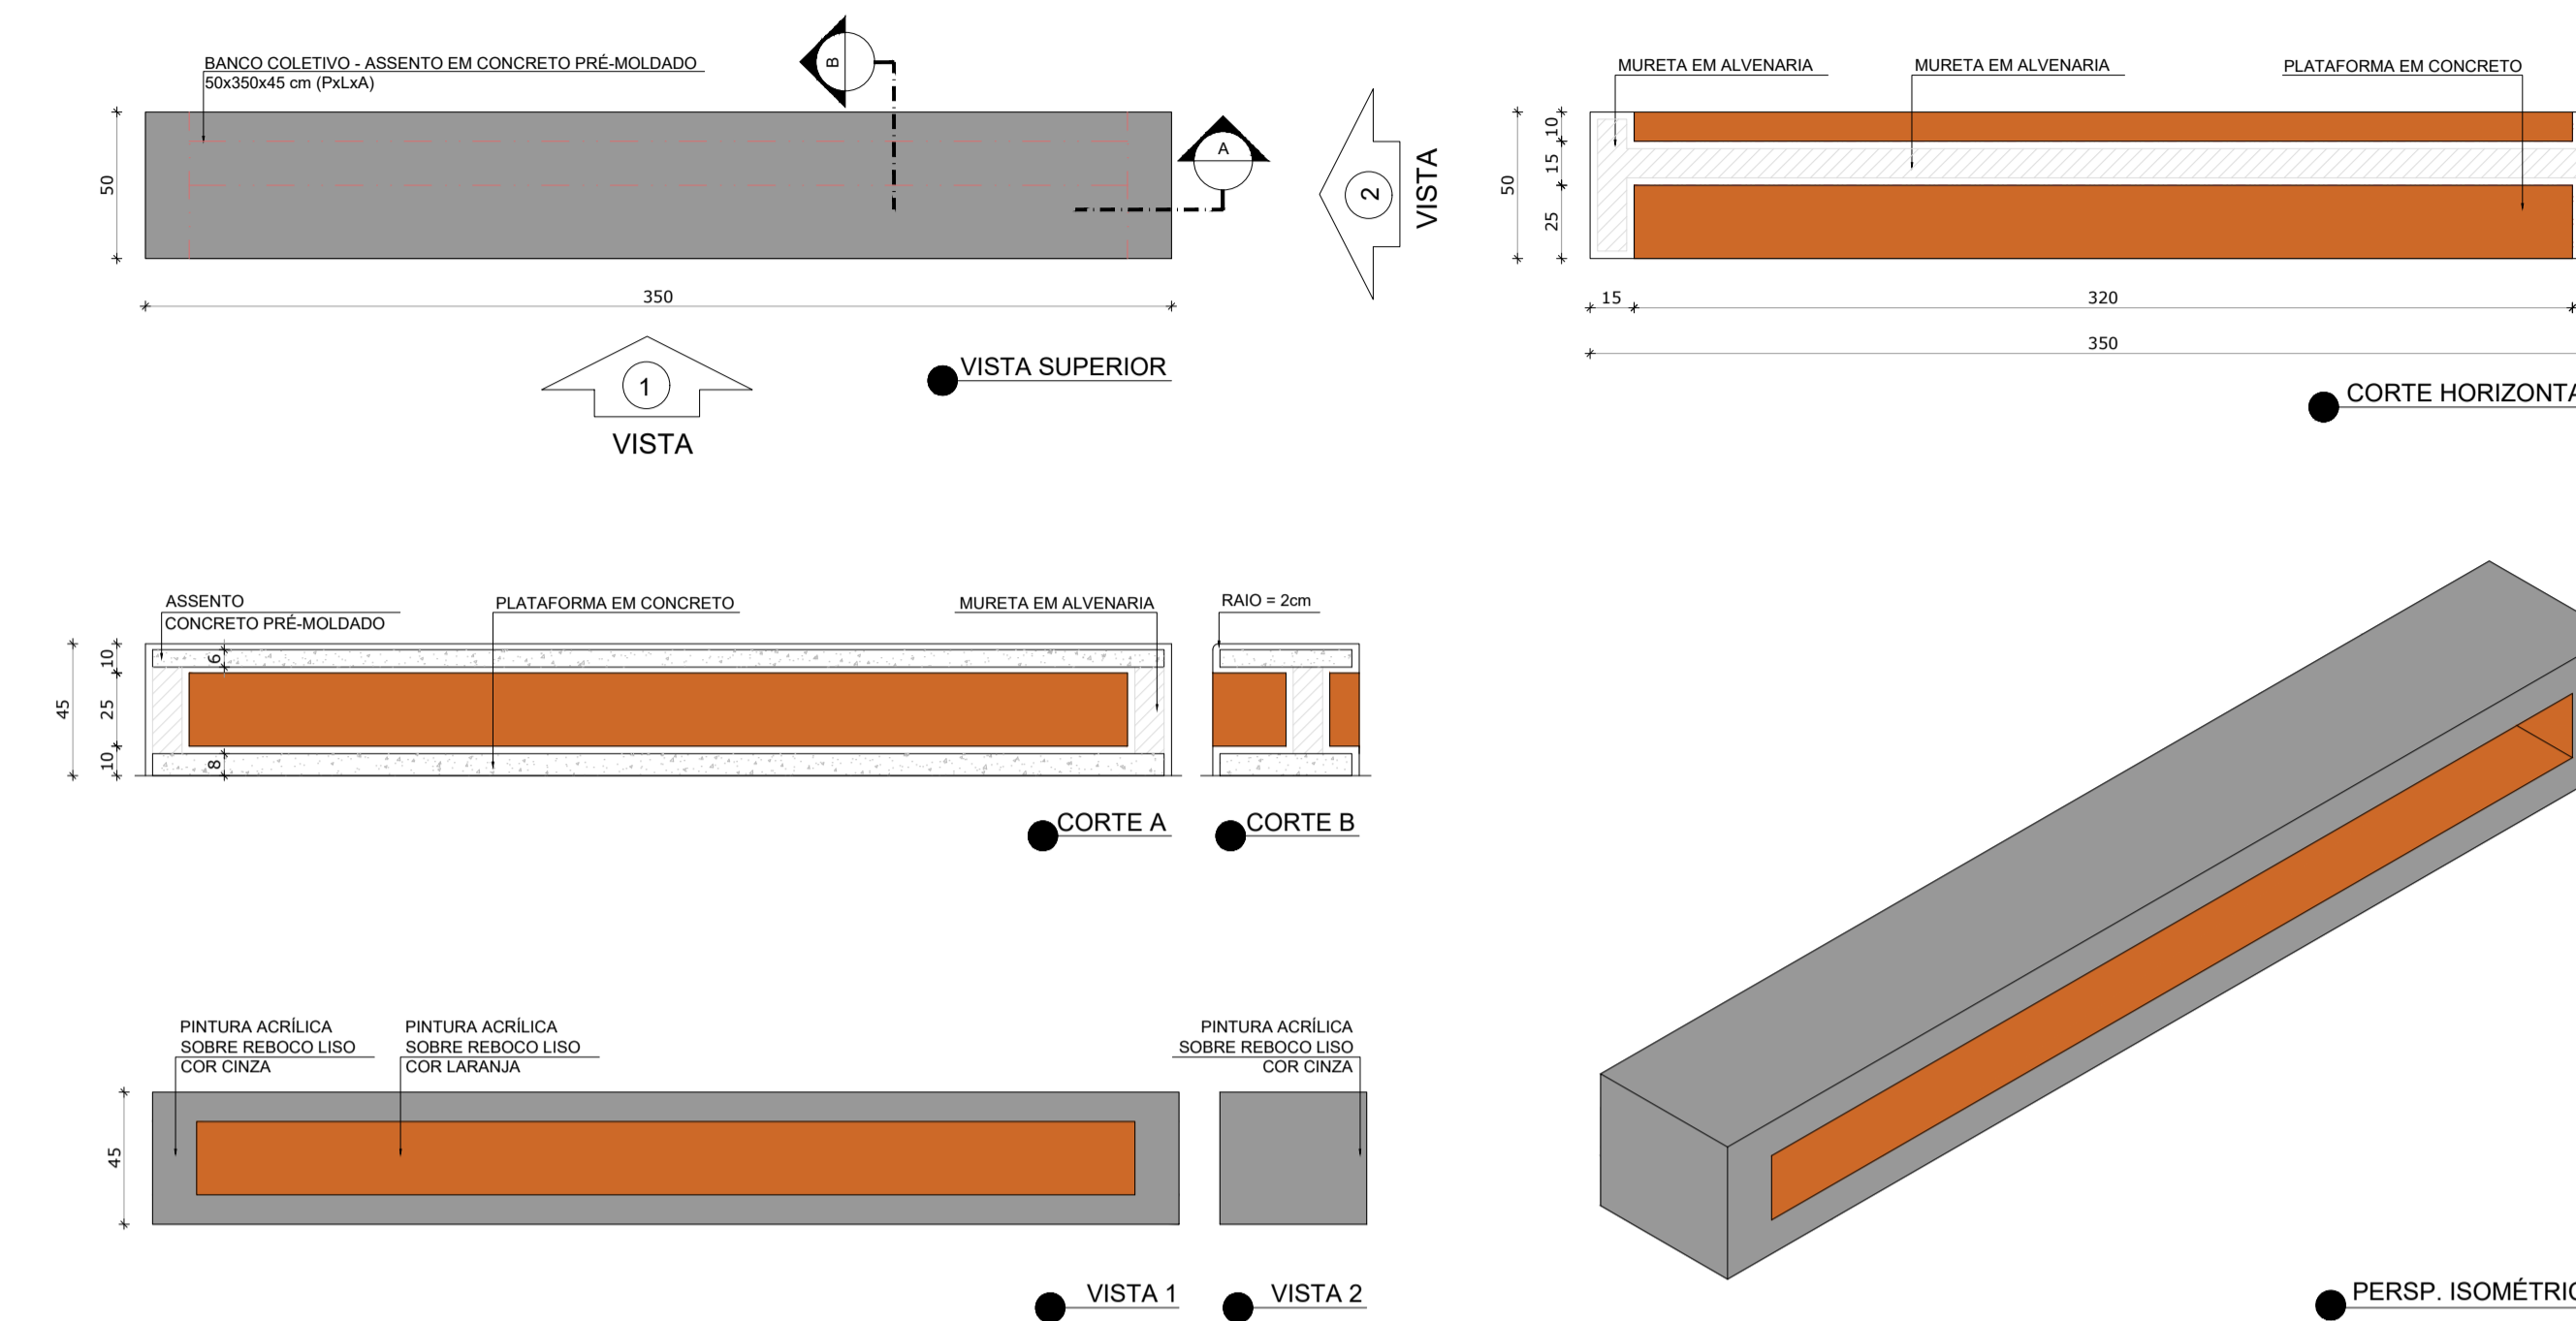 BANCO COLETIVO - ASSENTO EM CONCRETO PRÉ-MOLDADO
50x350x45 cm (PxLxA)
B
A
50
350
1
VISTA
2
VISTA
VISTA SUPERIOR
MURETA EM ALVENARIA
MURETA EM ALVENARIA
PLATAFORMA EM CONCRETO
50
10
15
25
15
320
350
CORTE HORIZONTA
ASSENTO
CONCRETO PRÉ-MOLDADO
PLATAFORMA EM CONCRETO
MURETA EM ALVENARIA
RAIO = 2cm
45
10
25
10
6
8
CORTE A
CORTE B
PINTURA ACRÍLICA
SOBRE REBOCO LISO
COR CINZA
PINTURA ACRÍLICA
SOBRE REBOCO LISO
COR LARANJA
PINTURA ACRÍLICA
SOBRE REBOCO LISO
COR CINZA
45
VISTA 1
VISTA 2
PERSP. ISOMÉTRIC